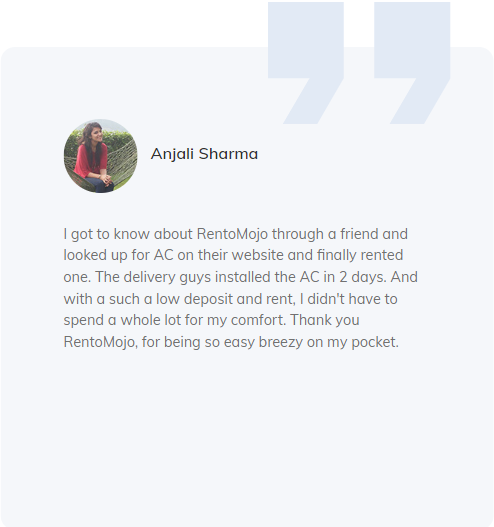 Anjali Sharma
I got to know about RentoMojo through a friend and
looked up for AC on their website and finally rented
one. The delivery guys installed the AC in 2 days. And
with a such a low deposit and rent, I didn't have to
spend a whole lot for my comfort. Thank you
RentoMojo, for being so easy breezy on my pocket.